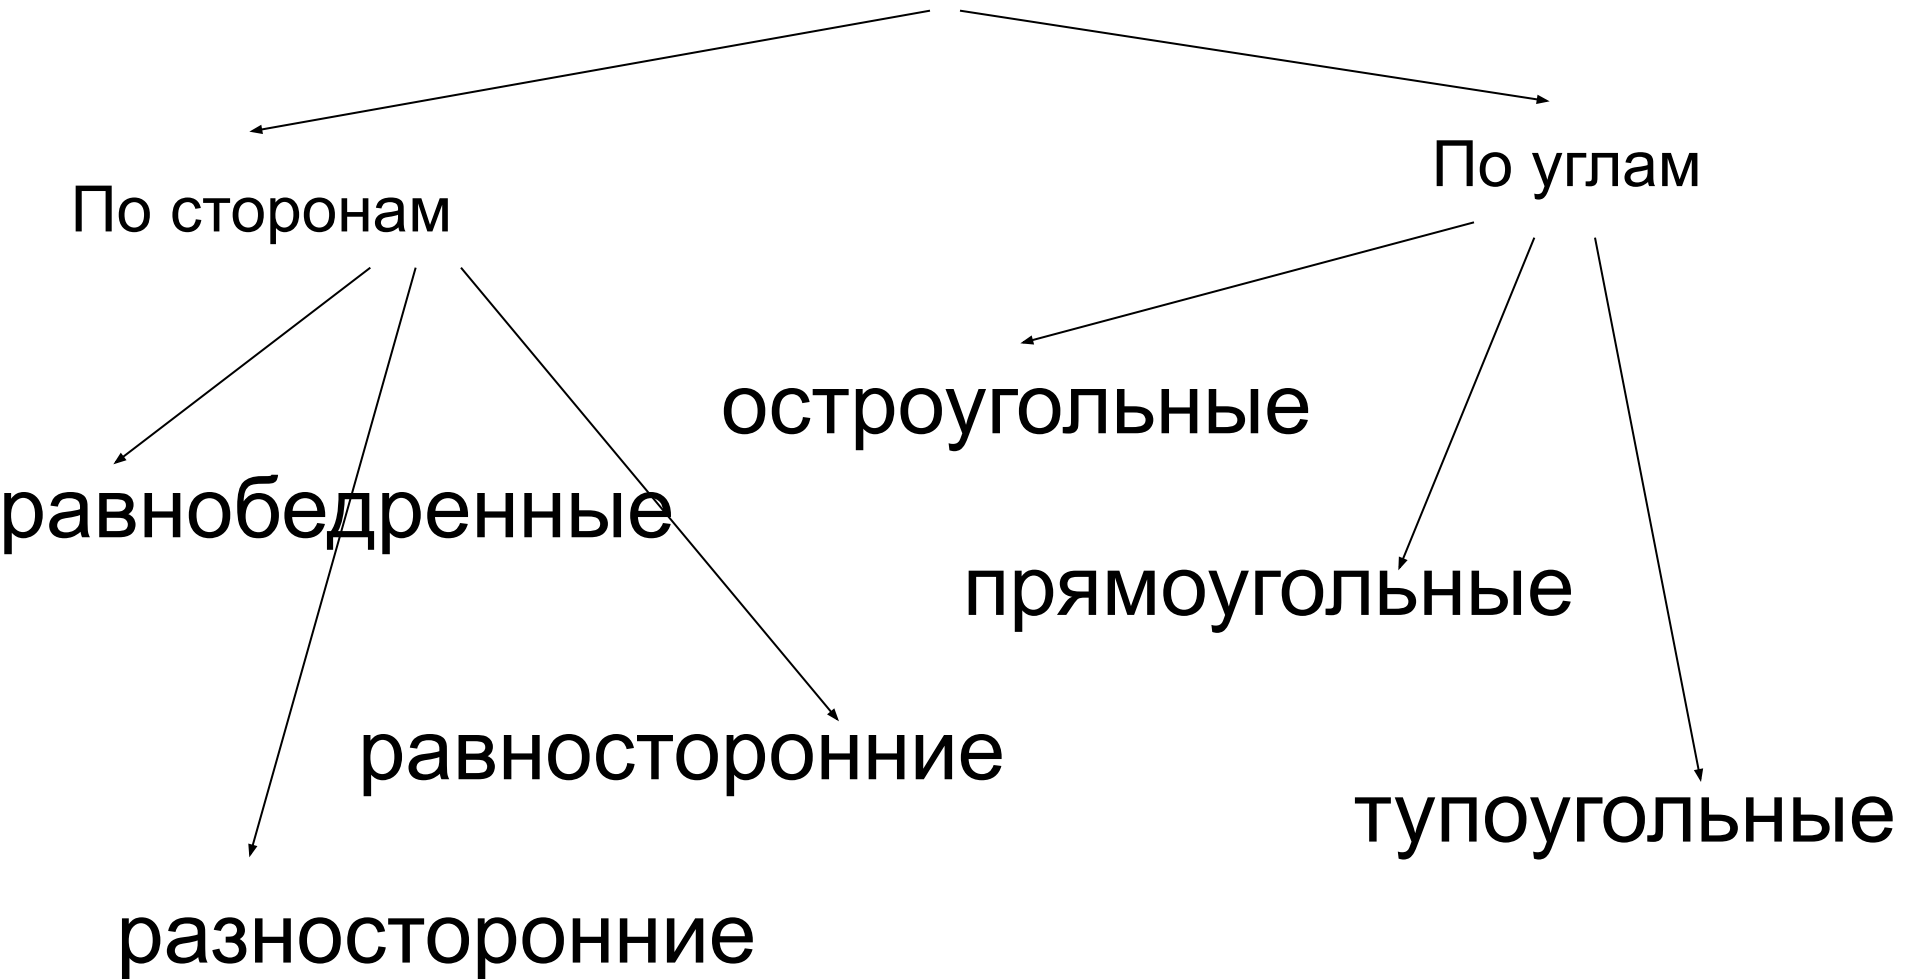 По сторонам
По углам
остроугольные
равнобедренные
прямоугольные
равносторонние
тупоугольные
разносторонние